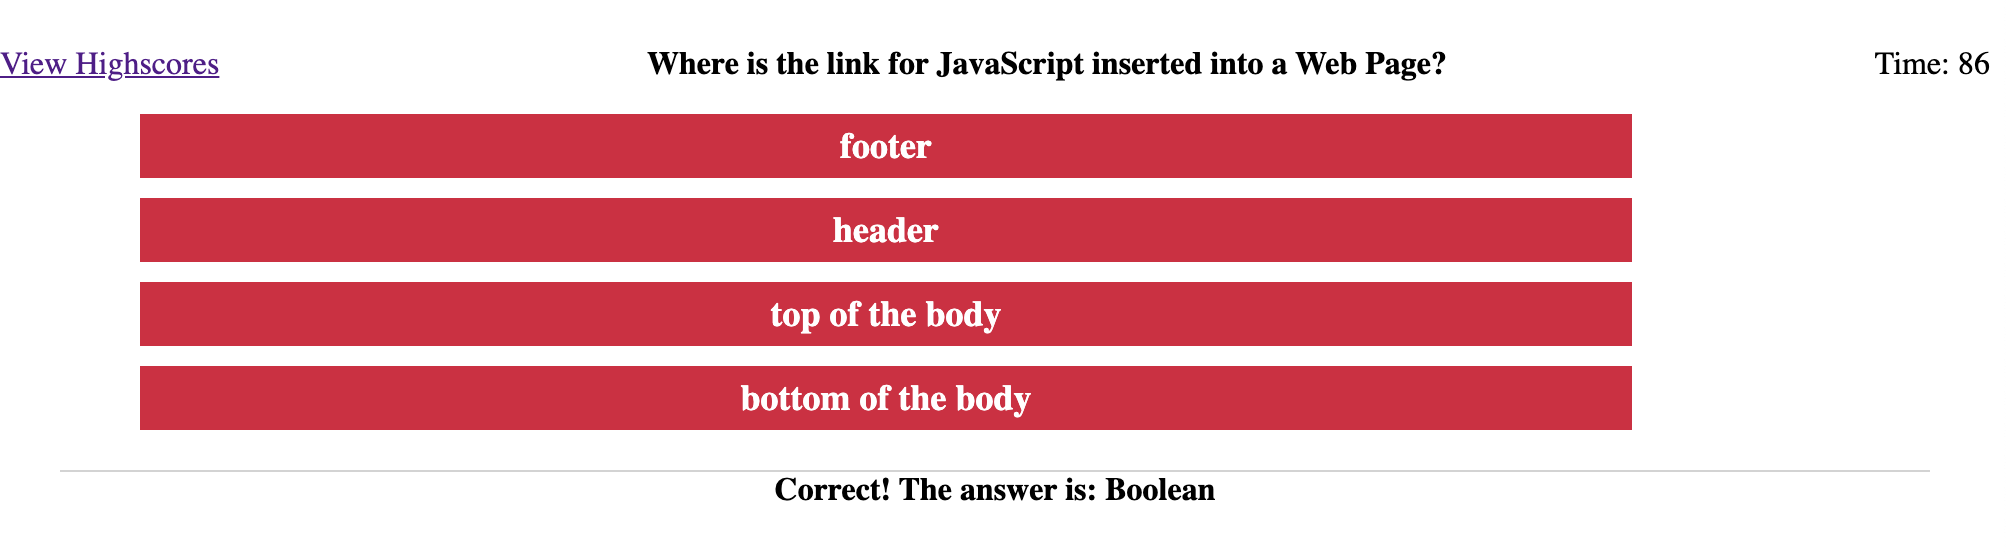 View Highscores
Where is the link for JavaScript inserted into a Web Page?
Time: 86
footer
header
top of the body
bottom of the body
Correct! The answer is: Boolean